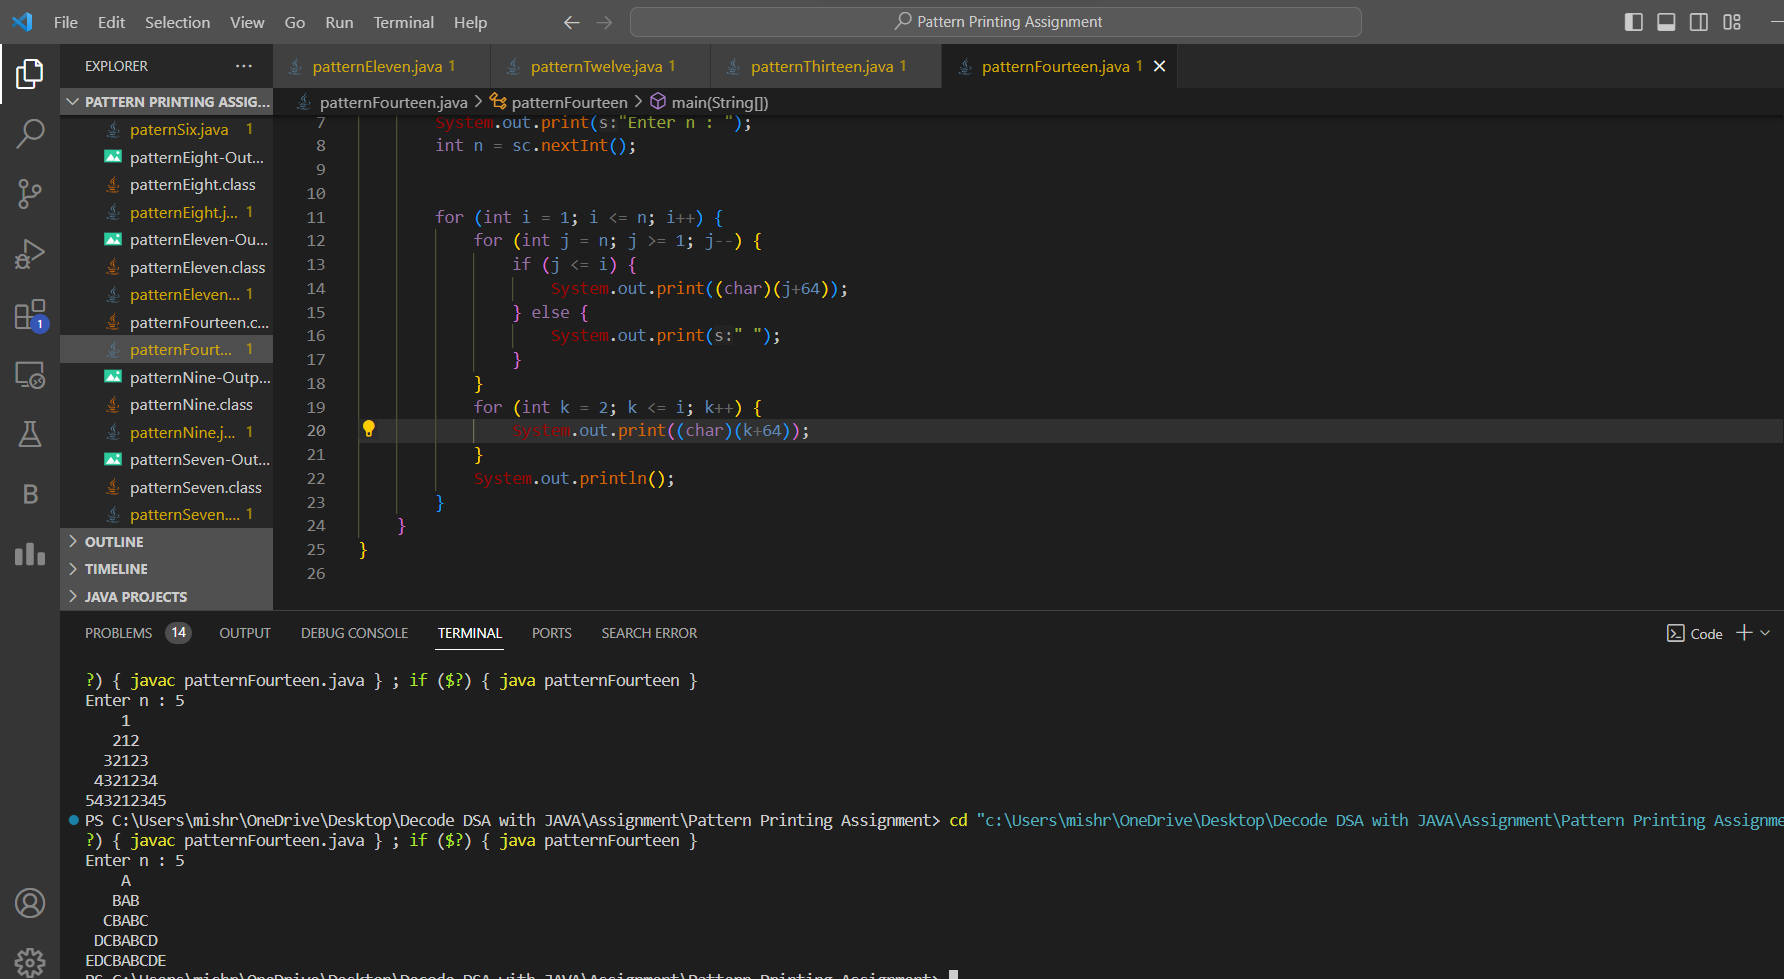 File Edit Selection View Go Run Terminal Help
Pattern Printing Assignment
EXPLORER ···
patternEleven.java 1 patternTwelve.java 1 patternThirteen.java 1 patternFourteen.java 1
PATTERN PRINTING ASSIG...
patternFourteen.java > patternFourteen > main(String[])
paternSix.java 1
patternEight-Out...
patternEight.class
patternEight.j... 1
patternEleven-Ou...
patternEleven.class
patternEleven... 1
patternFourteen.c...
patternFourt... 1
patternNine-Outp...
patternNine.class
patternNine.j... 1
patternSeven-Out...
patternSeven.class
patternSeven.... 1
OUTLINE
TIMELINE
JAVA PROJECTS
1
B
7 System.out.print(s:"Enter n : ");
8 int n = sc.nextInt();
9
10
11 for (int i = 1; i <= n; i++) {
12 for (int j = n; j >= 1; j--) {
13 if (j <= i) {
14 System.out.print((char)(j+64));
15 } else {
16 System.out.print(s:" ");
17 }
18 }
19 for (int k = 2; k <= i; k++) {
20 System.out.print((char)(k+64));
21 }
22 System.out.println();
23 }
24 }
25 }
26
PROBLEMS 14 OUTPUT DEBUG CONSOLE TERMINAL PORTS SEARCH ERROR
Code
?) { javac patternFourteen.java } ; if ($?) { java patternFourteen }
Enter n : 5
1
212
32123
4321234
543212345
PS C:\Users\mishr\OneDrive\Desktop\Decode DSA with JAVA\Assignment\Pattern Printing Assignment> cd "c:\Users\mishr\OneDrive\Desktop\Decode DSA with JAVA\Assignment\Pattern Printing Assignme
?) { javac patternFourteen.java } ; if ($?) { java patternFourteen }
Enter n : 5
A
BAB
CBABC
DCBABCD
EDCBABCDE
PS C:\Users\mishr\OneDrive\Desktop\Decode DSA with JAVA\Assignment\Pattern Printing Assignment>